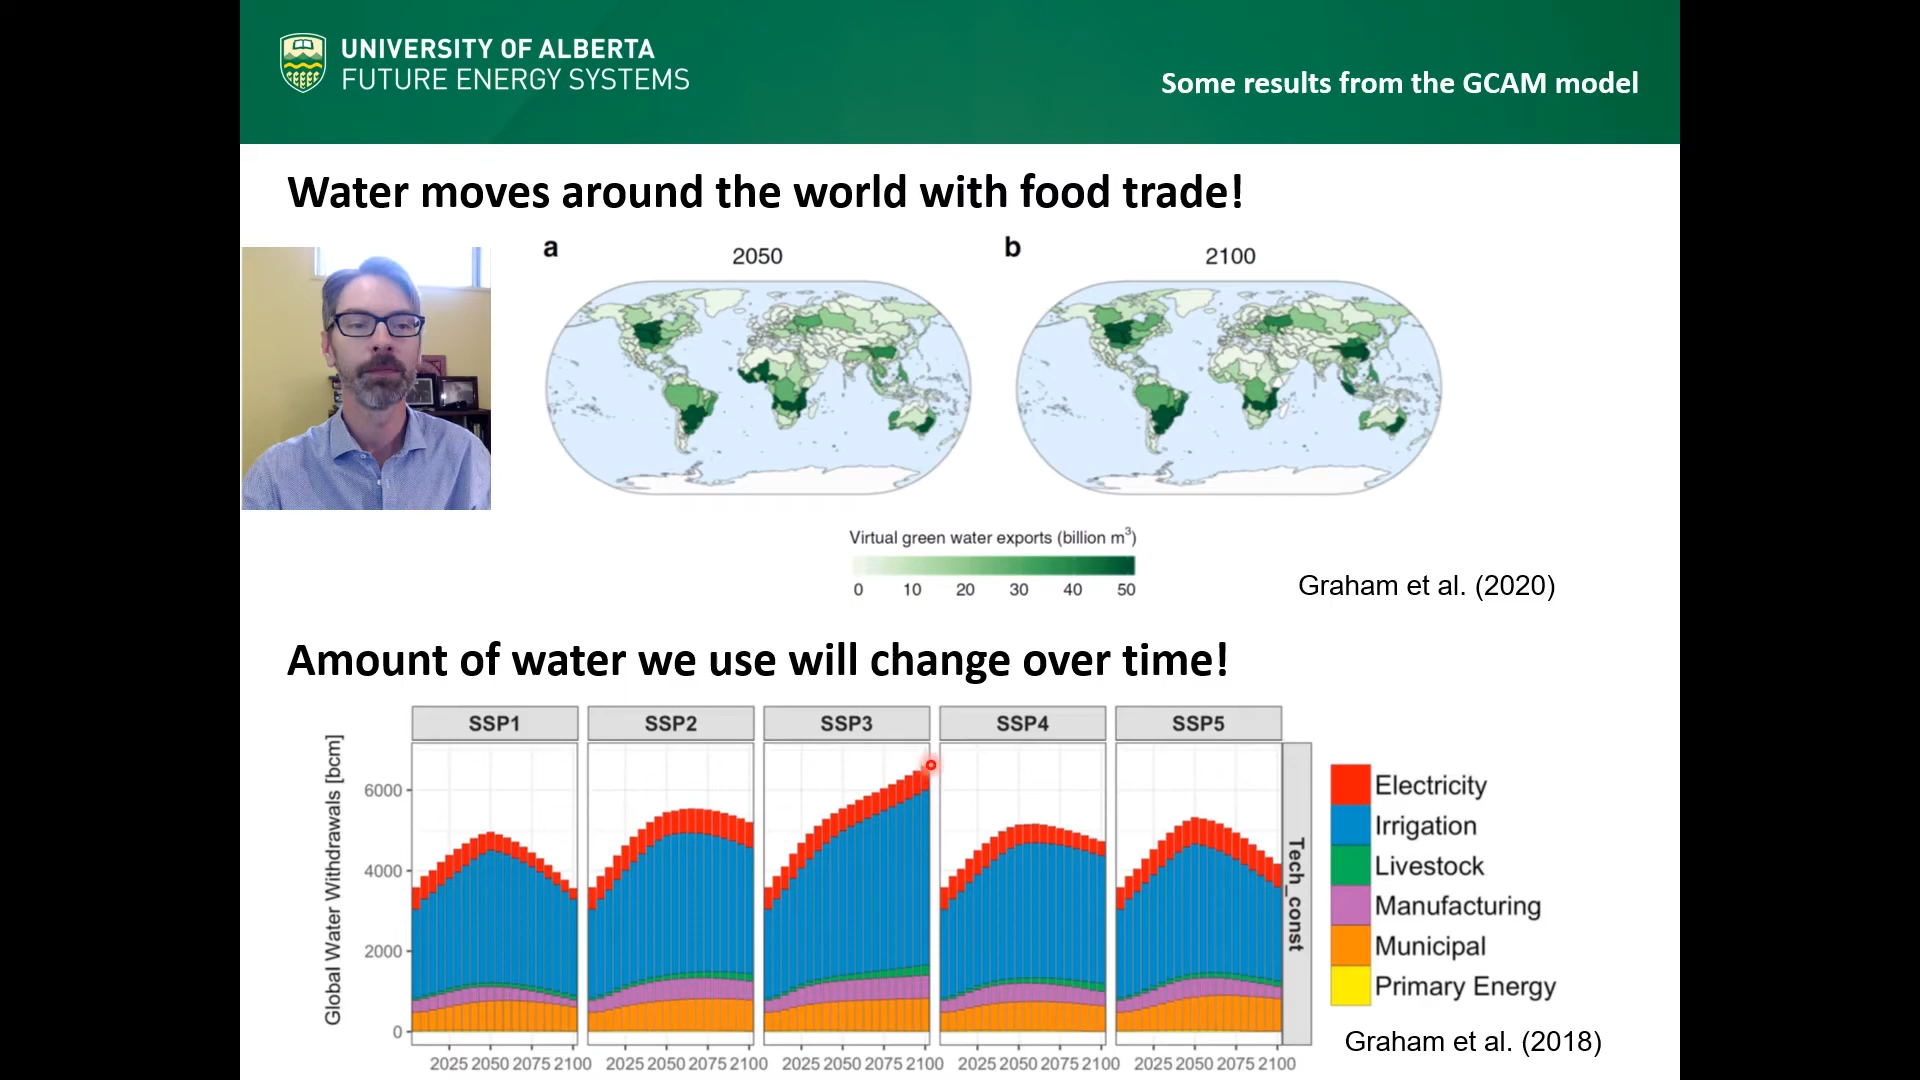 UNIVERSITY OF ALBERTA
FUTURE ENERGY SYSTEMS
Some results from the GCAM model
Water moves around the world with food trade!
a
2050
b
2100
Virtual green water exports (billion m³)
0 10 20 30 40 50
Graham et al. (2020)
Amount of water we use will change over time!
SSP1 SSP2 SSP3 SSP4 SSP5
Global Water Withdrawals [bcm]
6000
4000
2000
0
2025 2050 2075 2100 2025 2050 2075 2100 2025 2050 2075 2100 2025 2050 2075 2100 2025 2050 2075 2100
Tech_const
Electricity
Irrigation
Livestock
Manufacturing
Municipal
Primary Energy
Graham et al. (2018)